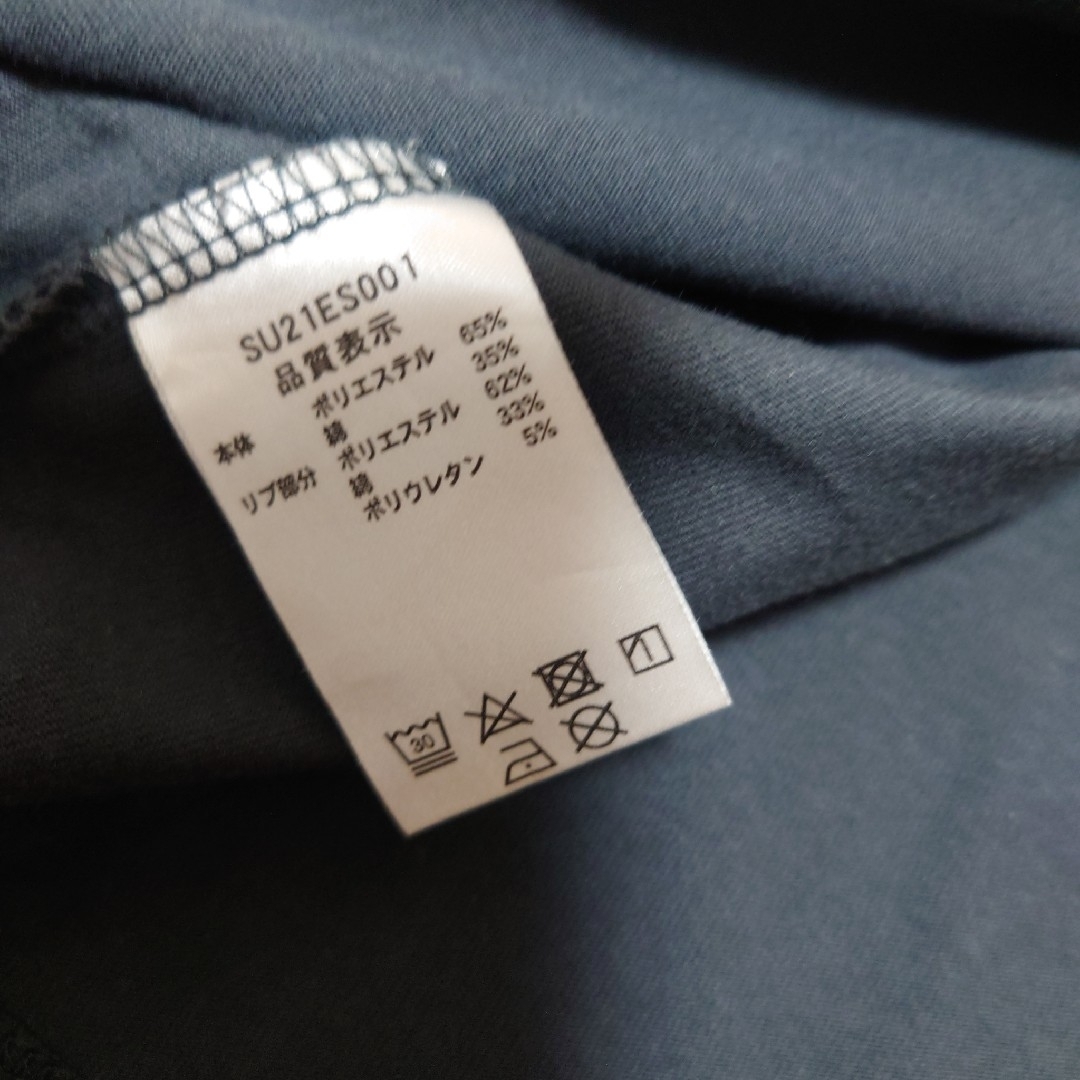 SU21ES001
品質表示
本体 ポリエステル 65%
綿 35%
リブ部分 ポリエステル 62%
綿 33%
ポリウレタン 5%
30